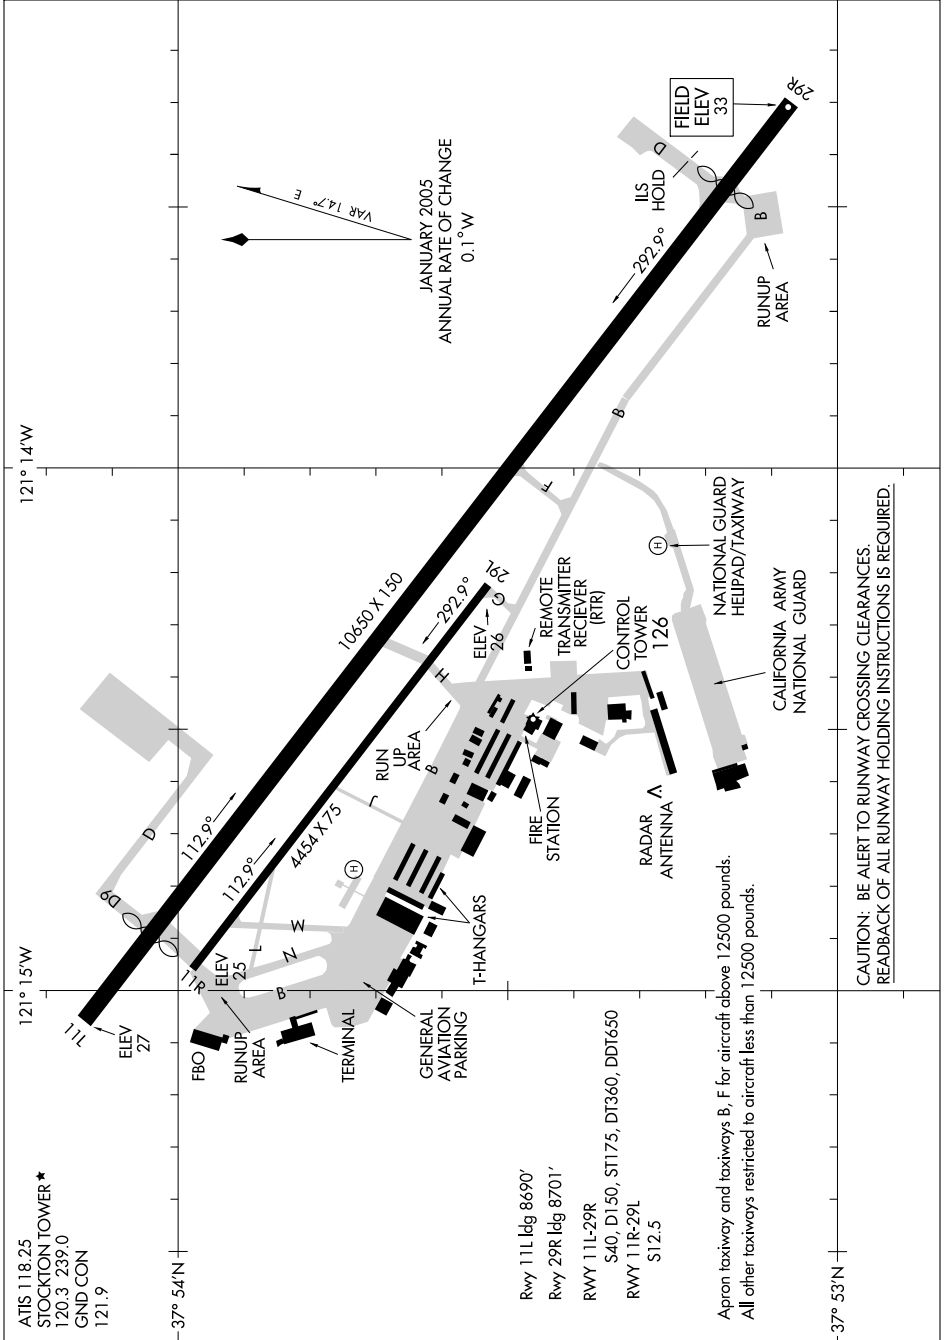 ATIS 118.25
STOCKTON TOWER ★
120.3 239.0
GND CON
121.9
37° 54'N
121° 15'W
121° 14'W
37° 53'N
JANUARY 2005
ANNUAL RATE OF CHANGE
0.1° W
VAR 14.7° E
FIELD
ELEV
33
29R
D
ILS
HOLD
B
RUNUP
AREA
292.9°
B
F
10650 X 150
292.9°
29L
G
ELEV
26
H
RUN
UP
AREA
B
J
4454 X 75
112.9°
112.9°
D
D9
11L
ELEV
27
11R
ELEV
25
L
W
N
B
H
FBO
RUNUP
AREA
TERMINAL
GENERAL
AVIATION
PARKING
T-HANGARS
FIRE
STATION
REMOTE
TRANSMITTER
RECIEVER
(RTR)
CONTROL
TOWER
126
RADAR
ANTENNA
H
NATIONAL GUARD
HELIPAD/TAXIWAY
CALIFORNIA ARMY
NATIONAL GUARD
Rwy 11L ldg 8690'
Rwy 29R ldg 8701'
RWY 11L-29R
S40, D150, ST175, DT360, DDT650
RWY 11R-29L
S12.5
Apron taxiway and taxiways B, F for aircraft above 12500 pounds.
All other taxiways restricted to aircraft less than 12500 pounds.
CAUTION: BE ALERT TO RUNWAY CROSSING CLEARANCES.
READBACK OF ALL RUNWAY HOLDING INSTRUCTIONS IS REQUIRED.